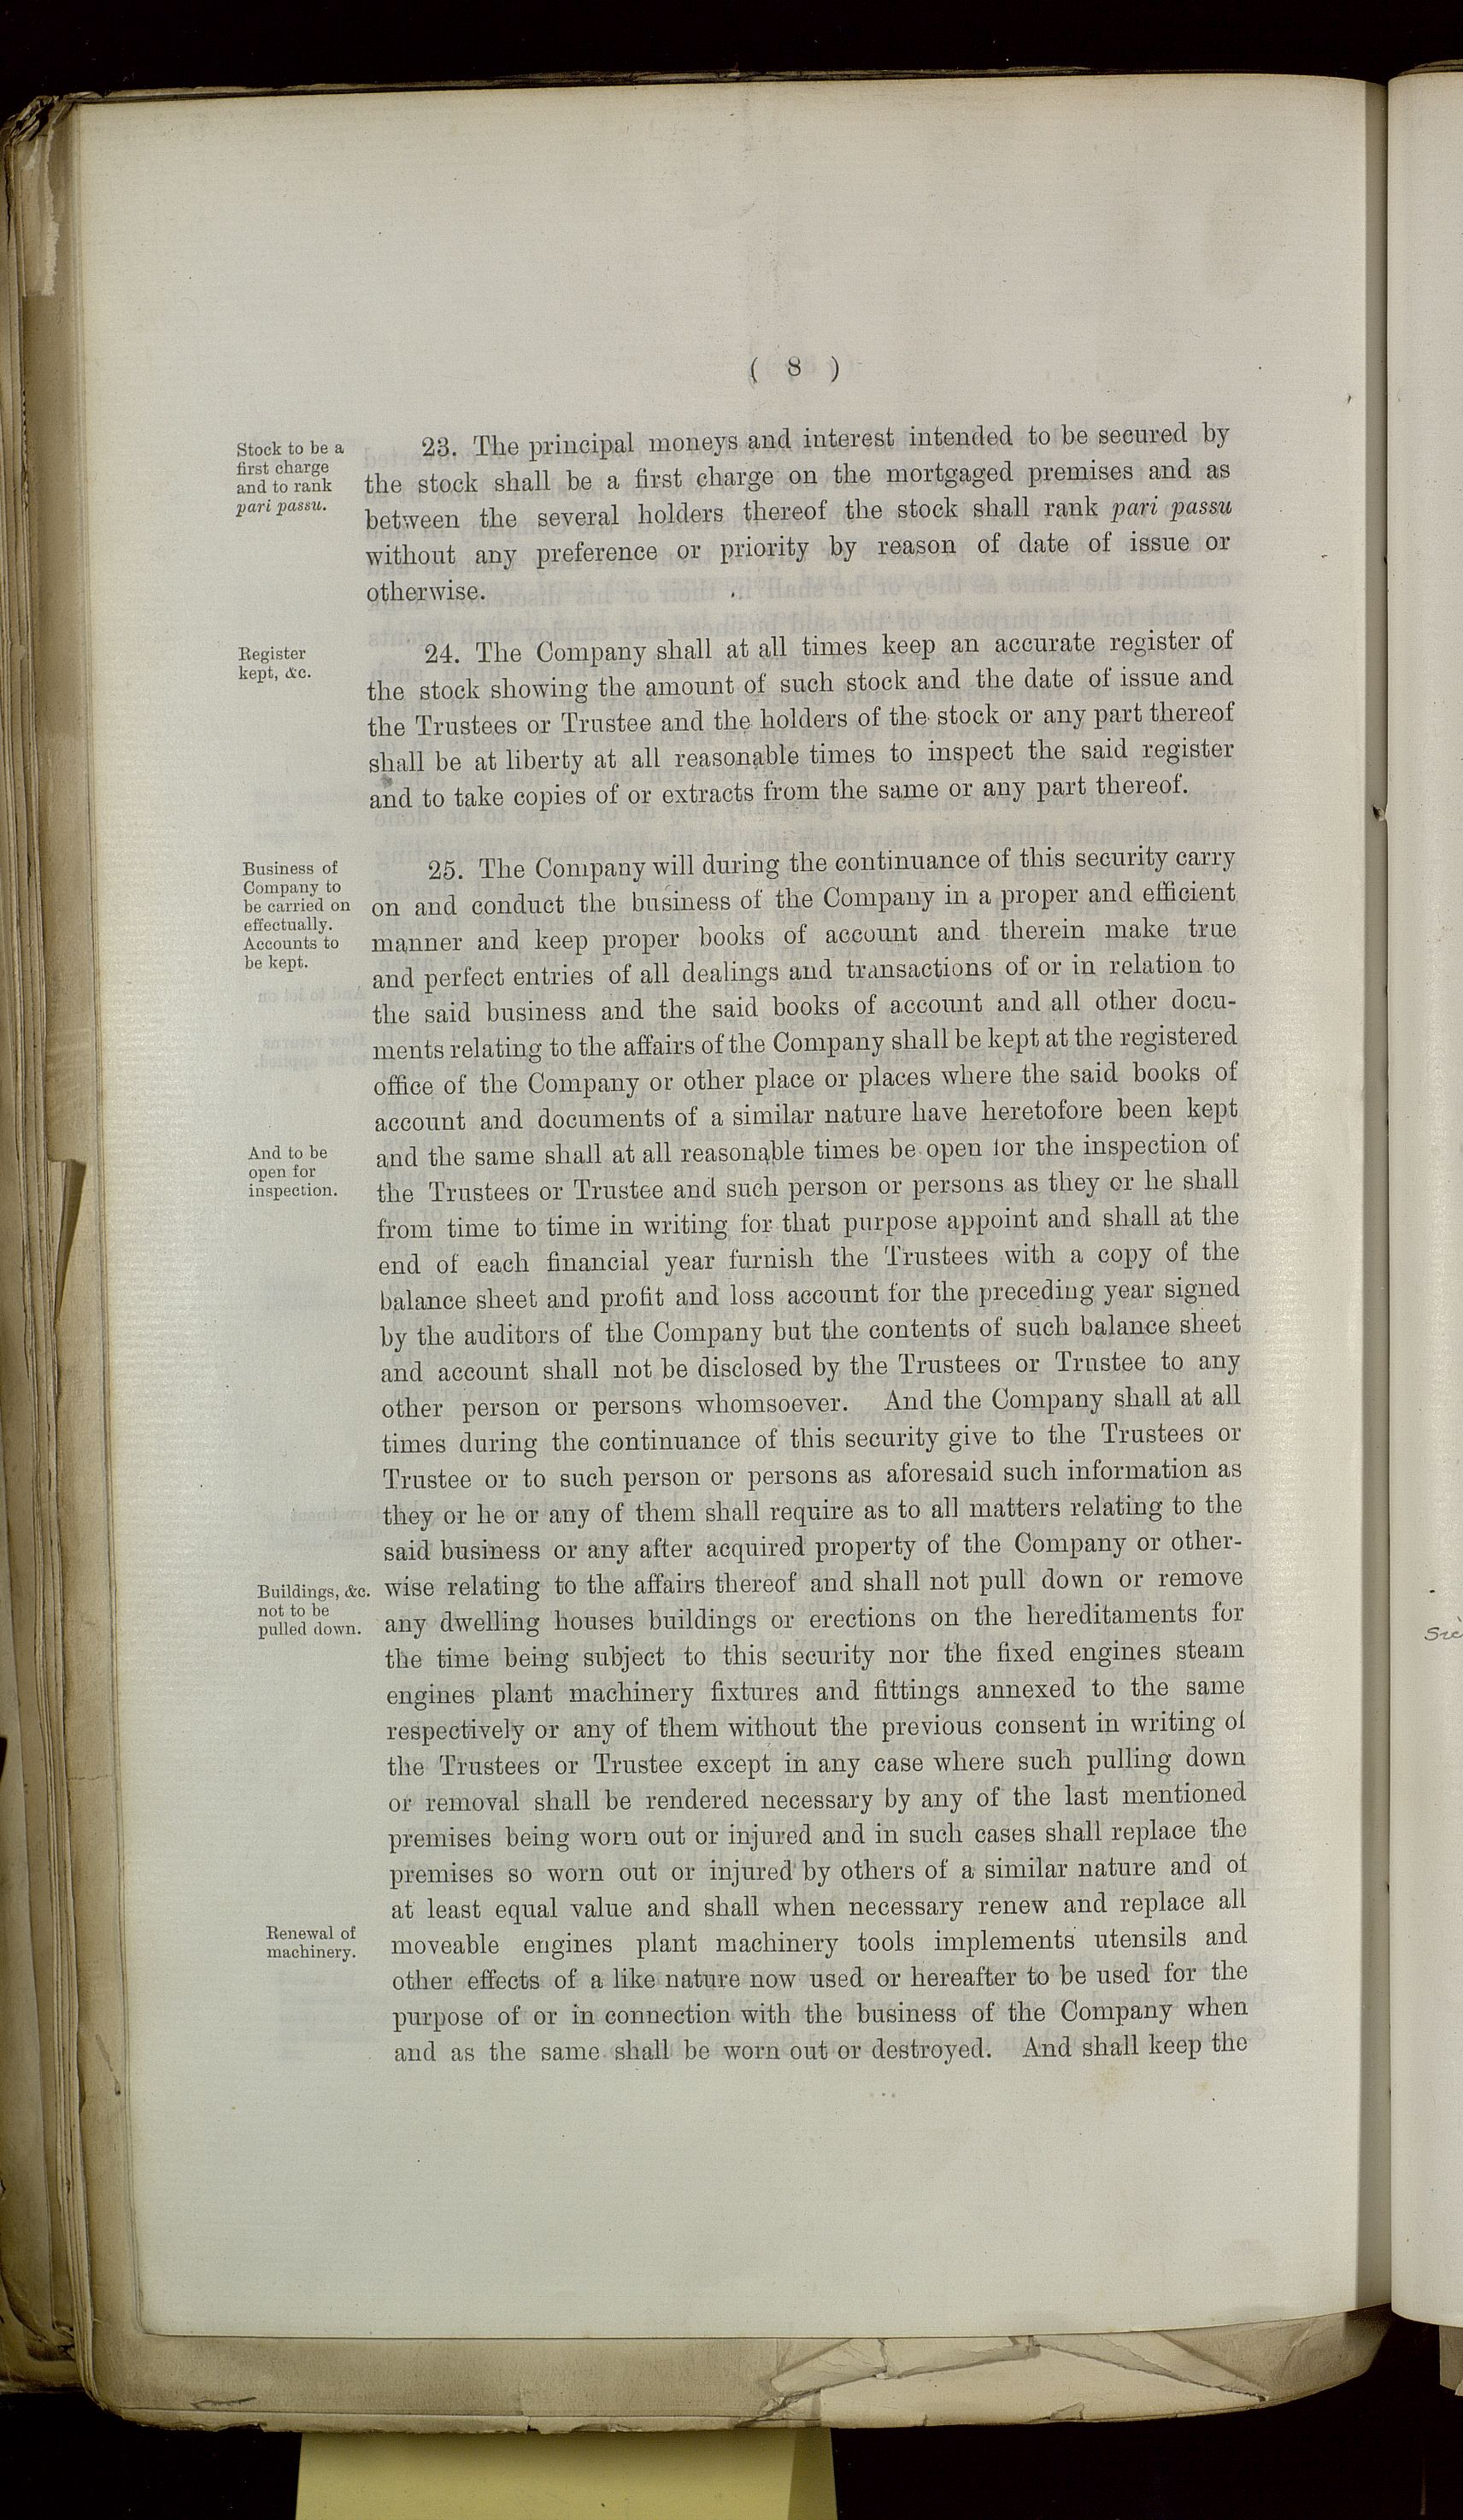 ( 8 )
Stock to be a
first charge
and to rank
pari passu.
23. The principal moneys and interest intended to be secured by
the stock shall be a first charge on the mortgaged premises and as
between the several holders thereof the stock shall rank pari passu
without any preference or priority by reason of date of issue or
otherwise.
Register
kept, &c.
24. The Company shall at all times keep an accurate register of
the stock showing the amount of such stock and the date of issue and
the Trustees or Trustee and the holders of the stock or any part thereof
shall be at liberty at all reasonable times to inspect the said register
and to take copies of or extracts from the same or any part thereof.
Business of
Company to
be carried on
effectually.
Accounts to
be kept.
25. The Company will during the continuance of this security carry
on and conduct the business of the Company in a proper and efficient
manner and keep proper books of account and therein make true
and perfect entries of all dealings and transactions of or in relation to
the said business and the said books of account and all other docu-
ments relating to the affairs of the Company shall be kept at the registered
office of the Company or other place or places where the said books of
account and documents of a similar nature have heretofore been kept
And to be
open for
inspection.
and the same shall at all reasonable times be open for the inspection of
the Trustees or Trustee and such person or persons as they or he shall
from time to time in writing for that purpose appoint and shall at the
end of each financial year furnish the Trustees with a copy of the
balance sheet and profit and loss account for the preceding year signed
by the auditors of the Company but the contents of such balance sheet
and account shall not be disclosed by the Trustees or Trustee to any
other person or persons whomsoever. And the Company shall at all
times during the continuance of this security give to the Trustees or
Trustee or to such person or persons as aforesaid such information as
they or he or any of them shall require as to all matters relating to the
said business or any after acquired property of the Company or other-
Buildings, &c.
not to be
pulled down.
wise relating to the affairs thereof and shall not pull down or remove
any dwelling houses buildings or erections on the hereditaments for
the time being subject to this security nor the fixed engines steam
engines plant machinery fixtures and fittings annexed to the same
respectively or any of them without the previous consent in writing of
the Trustees or Trustee except in any case where such pulling down
or removal shall be rendered necessary by any of the last mentioned
premises being worn out or injured and in such cases shall replace the
premises so worn out or injured by others of a similar nature and of
at least equal value and shall when necessary renew and replace all
Renewal of
machinery.
moveable engines plant machinery tools implements utensils and
other effects of a like nature now used or hereafter to be used for the
purpose of or in connection with the business of the Company when
and as the same shall be worn out or destroyed. And shall keep the